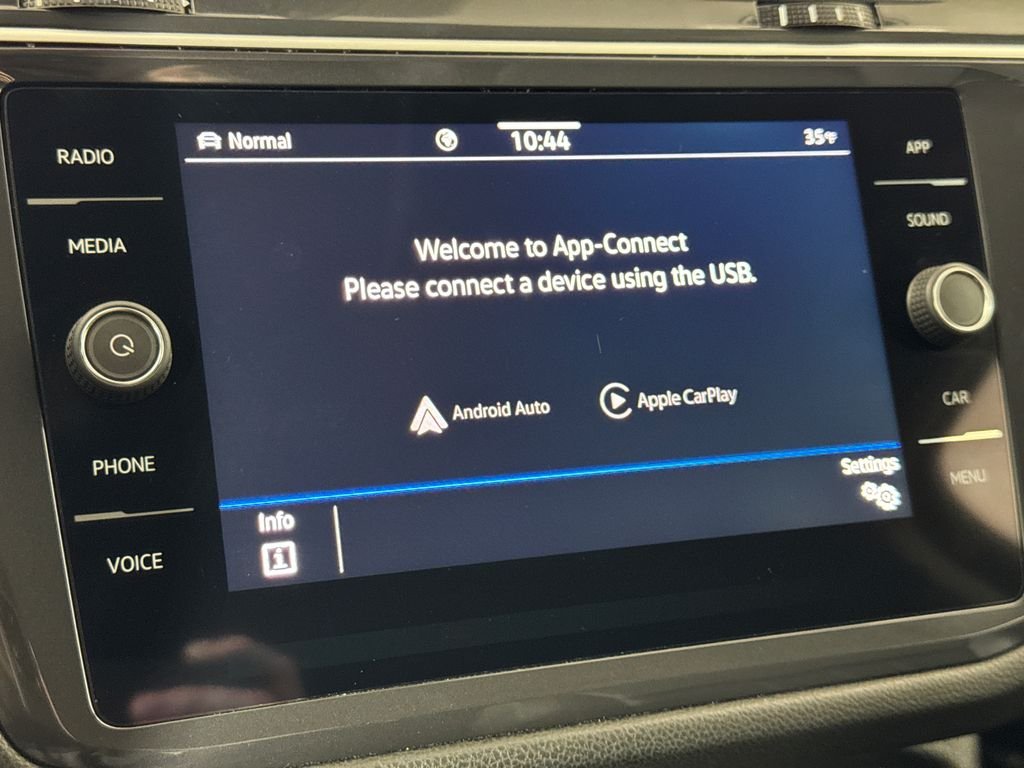 Normal
10:44
35°F
RADIO
MEDIA
PHONE
VOICE
Welcome to App-Connect
Please connect a device using the USB.
Android Auto
Apple CarPlay
Info
i
Settings
APP
SOUND
CAR
MENU